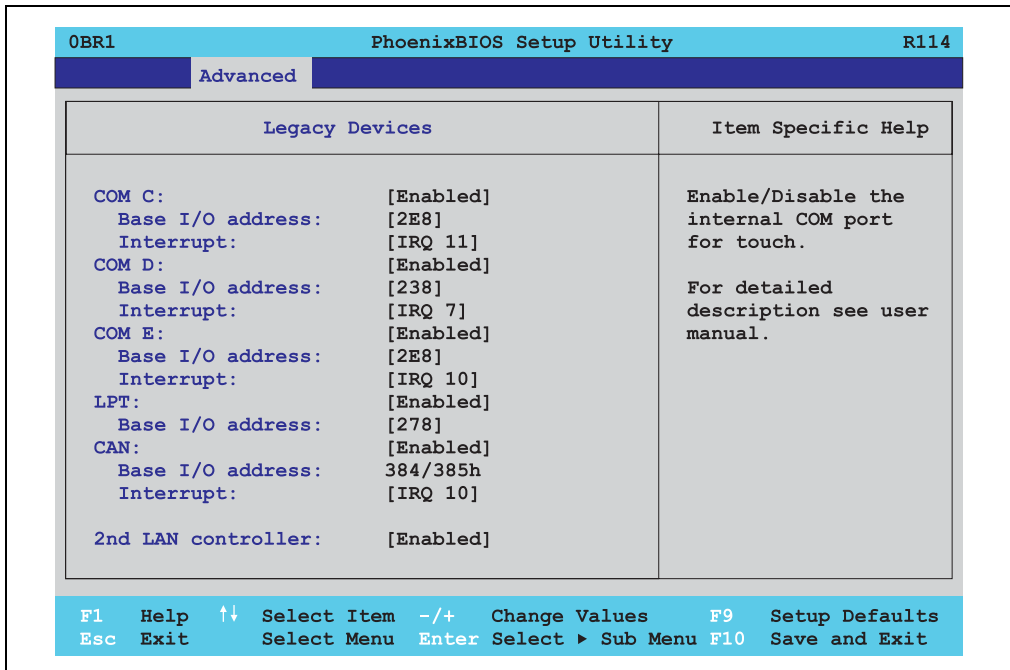 0BR1 PhoenixBIOS Setup Utility R114
Advanced
Legacy Devices Item Specific Help
COM C: [Enabled] Enable/Disable the
Base I/O address: [2E8] internal COM port
Interrupt: [IRQ 11] for touch.
COM D: [Enabled]
Base I/O address: [238] For detailed
Interrupt: [IRQ 7] description see user
COM E: [Enabled] manual.
Base I/O address: [2E8]
Interrupt: [IRQ 10]
LPT: [Enabled]
Base I/O address: [278]
CAN: [Enabled]
Base I/O address: 384/385h
Interrupt: [IRQ 10]
2nd LAN controller: [Enabled]
F1 Help ↑↓ Select Item -/+ Change Values F9 Setup Defaults
Esc Exit Select Menu Enter Select ▶ Sub Menu F10 Save and Exit